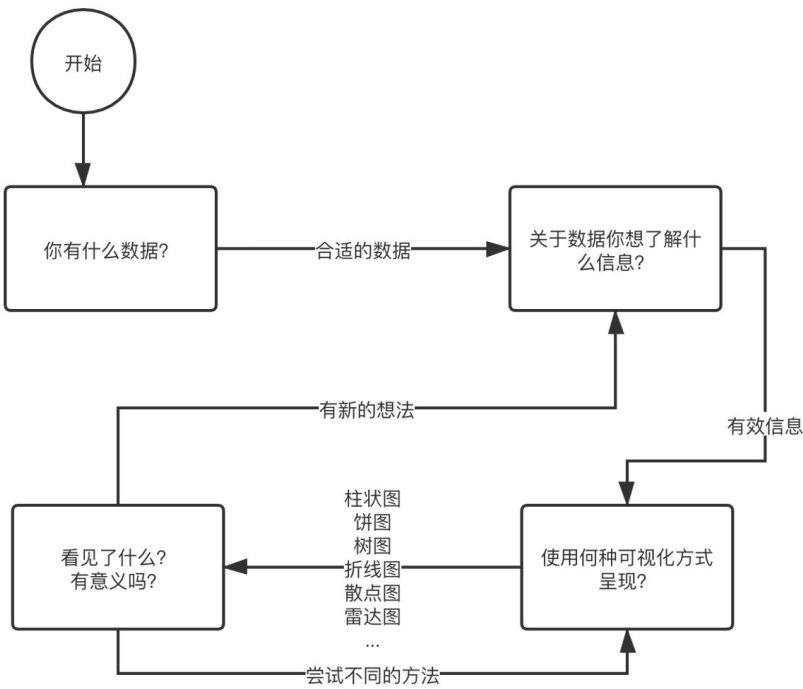 开始
你有什么数据？
合适的数据
关于数据你想了解什
么信息？
有新的想法
有效信息
柱状图
饼图
树图
折线图
散点图
雷达图
...
看见了什么？
有意义吗？
使用何种可视化方式
呈现？
尝试不同的方法